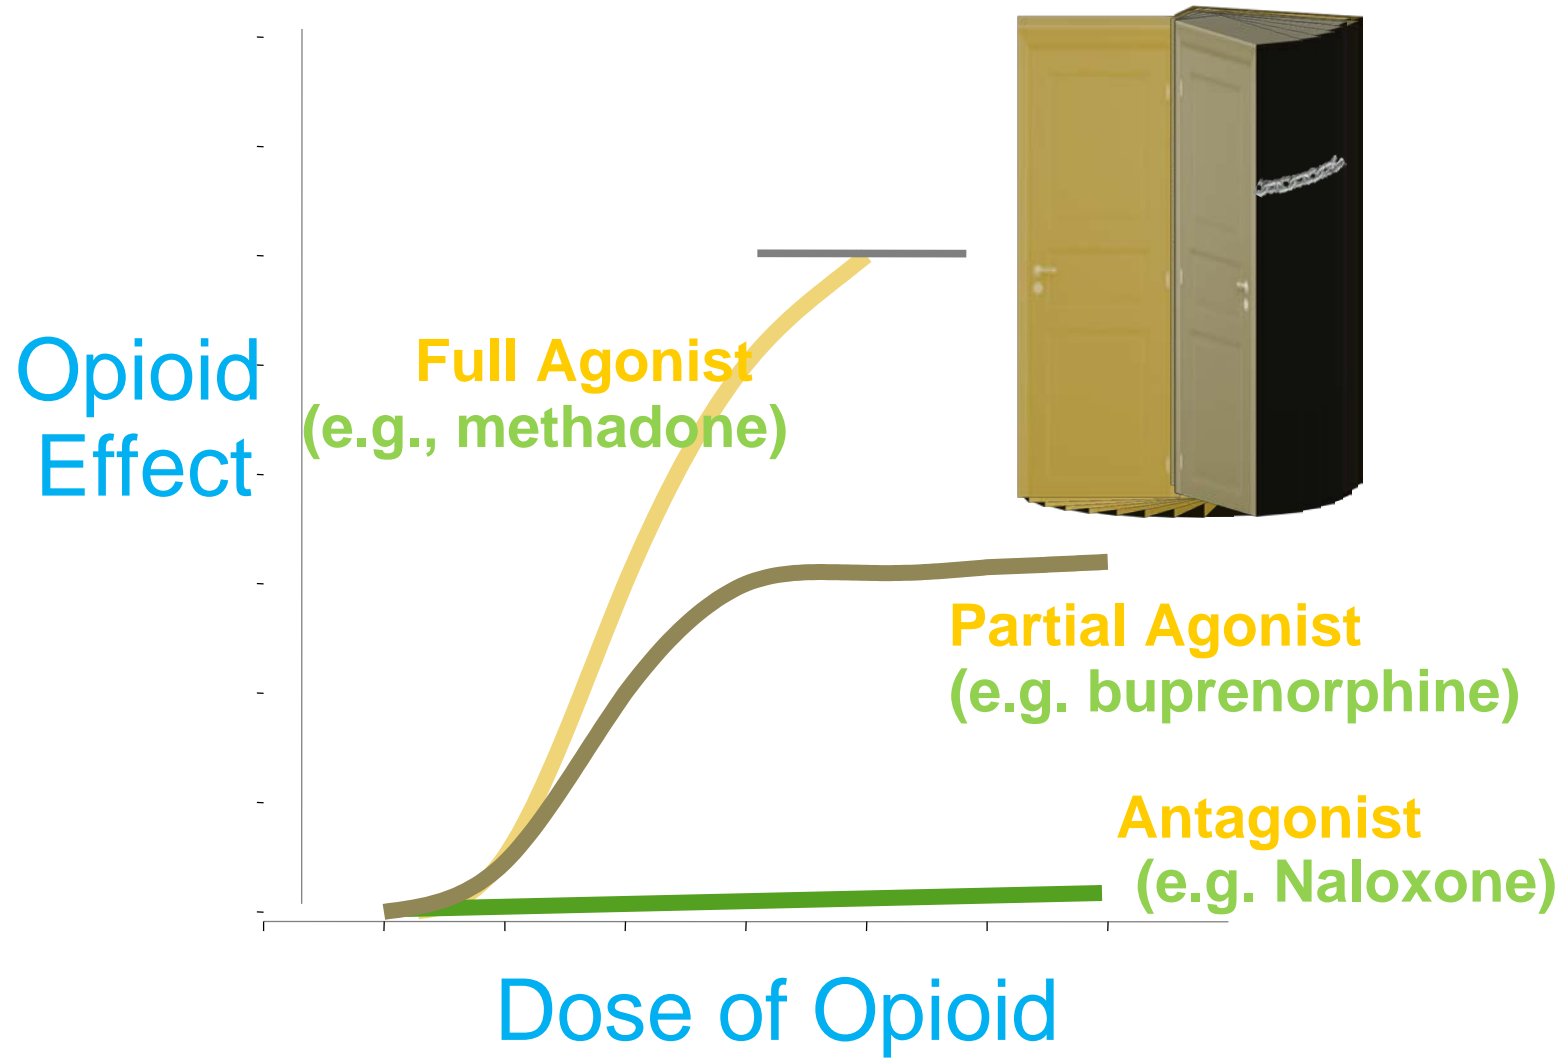 Opioid
Effect
Full Agonist
(e.g., methadone)
Partial Agonist
(e.g. buprenorphine)
Antagonist
(e.g. Naloxone)
Dose of Opioid